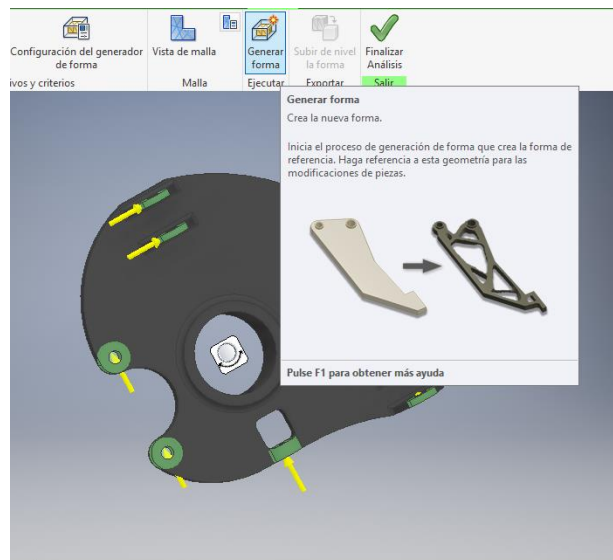 Configuración del generador
de forma
Vista de malla
Generar
forma
Subir de nivel
la forma
Finalizar
Análisis
ivos y criterios
Malla
Ejecutar
Exportar
Salir
Generar forma
Crea la nueva forma.
Inicia el proceso de generación de forma que crea la forma de
referencia. Haga referencia a esta geometría para las
modificaciones de piezas.
Pulse F1 para obtener más ayuda